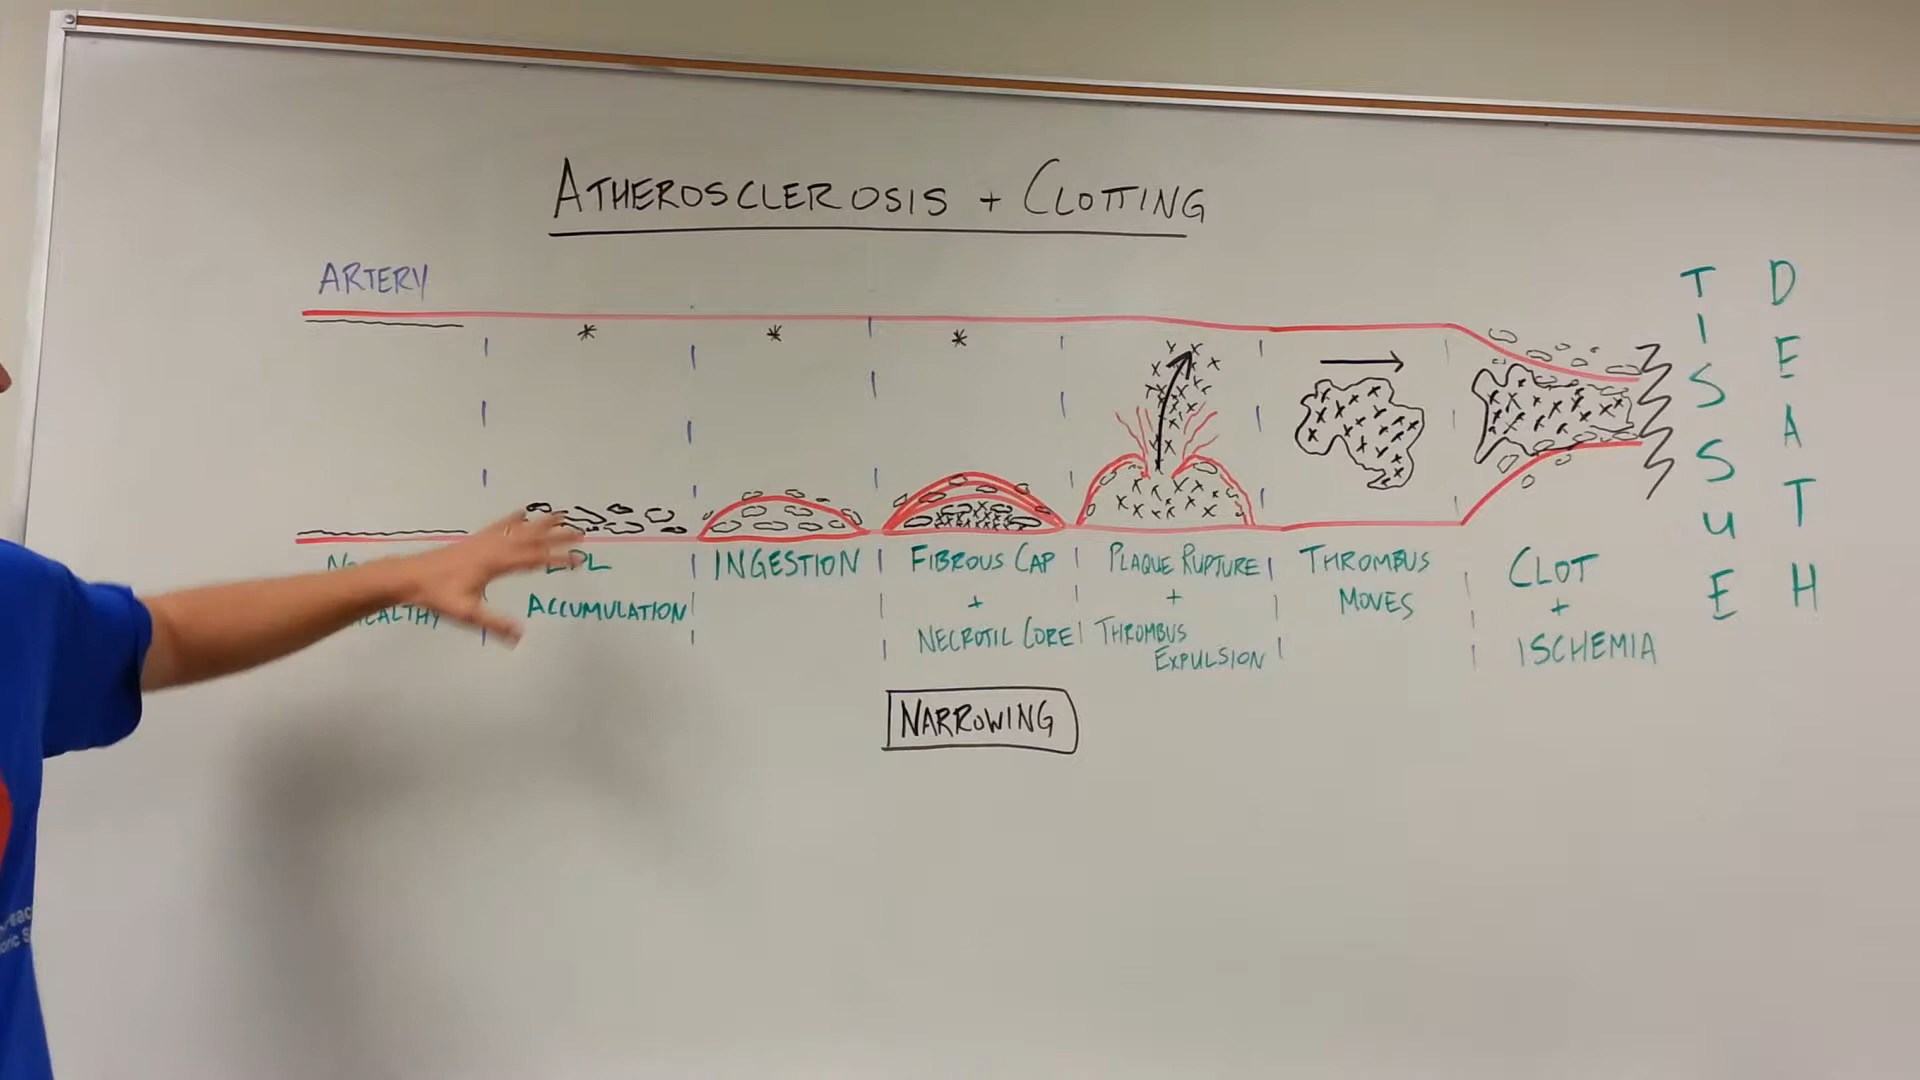 ATHEROSCLEROSIS + CLOTTING
ARTERY
* * *
LDL
ACCUMULATION
INGESTION
FIBROUS CAP
+
NECROTIC CORE
NARROWING
PLAQUE RUPTURE
+
THROMBUS
EXPULSION
THROMBUS
MOVES
CLOT
+
ISCHEMIA
TISSUE
DEATH